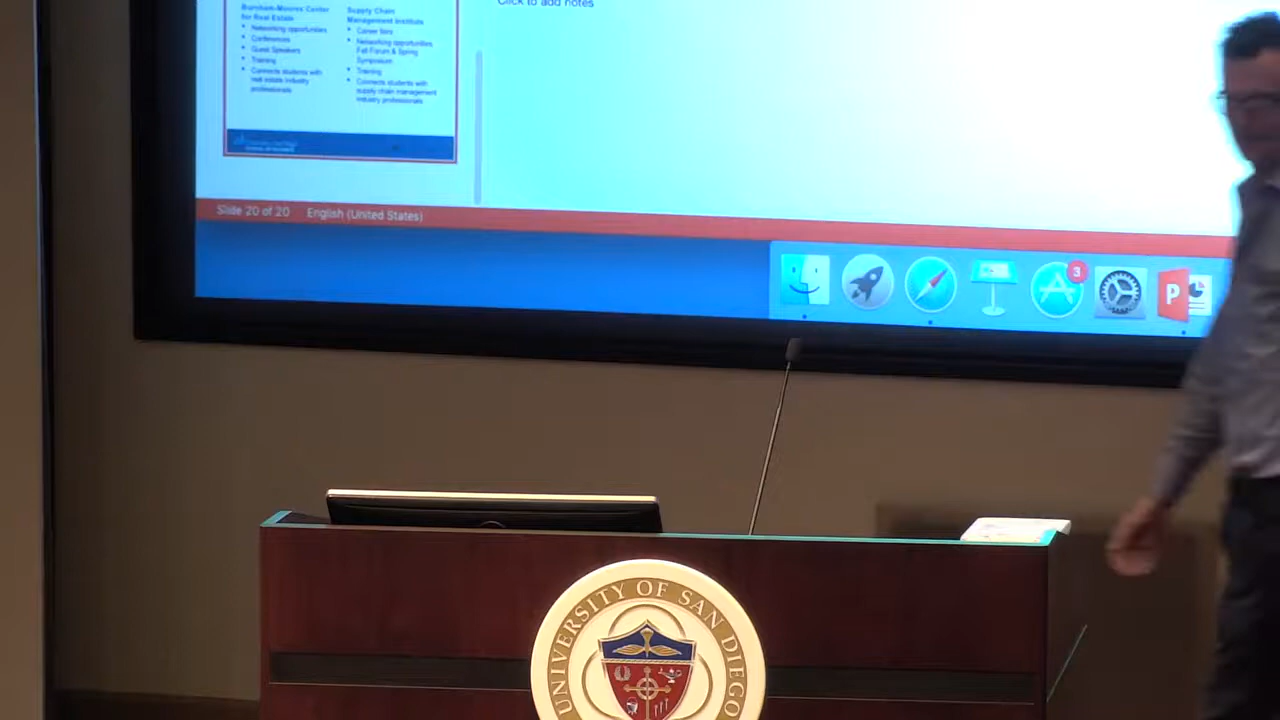 Click to add notes
Burnham-Moores Center
for Real Estate
Networking opportunities
Conferences
Guest Speakers
Training
Connects students with
real estate industry
professionals
Supply Chain
Management Institute
Career fairs
Networking opportunities
Fall Forum & Spring
Symposium
Training
Connects students with
supply chain management
industry professionals
Slide 20 of 20 English (United States)
3
P
UNIVERSITY OF SAN DIEGO